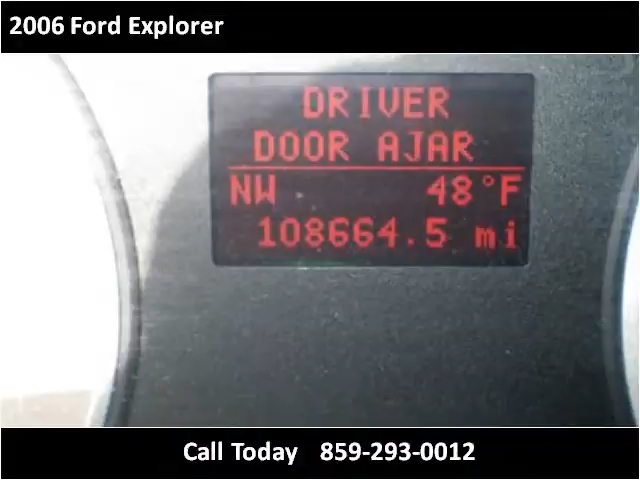 2006 Ford Explorer
DRIVER
DOOR AJAR
NW 48°F
108664.5 mi
Call Today 859-293-0012